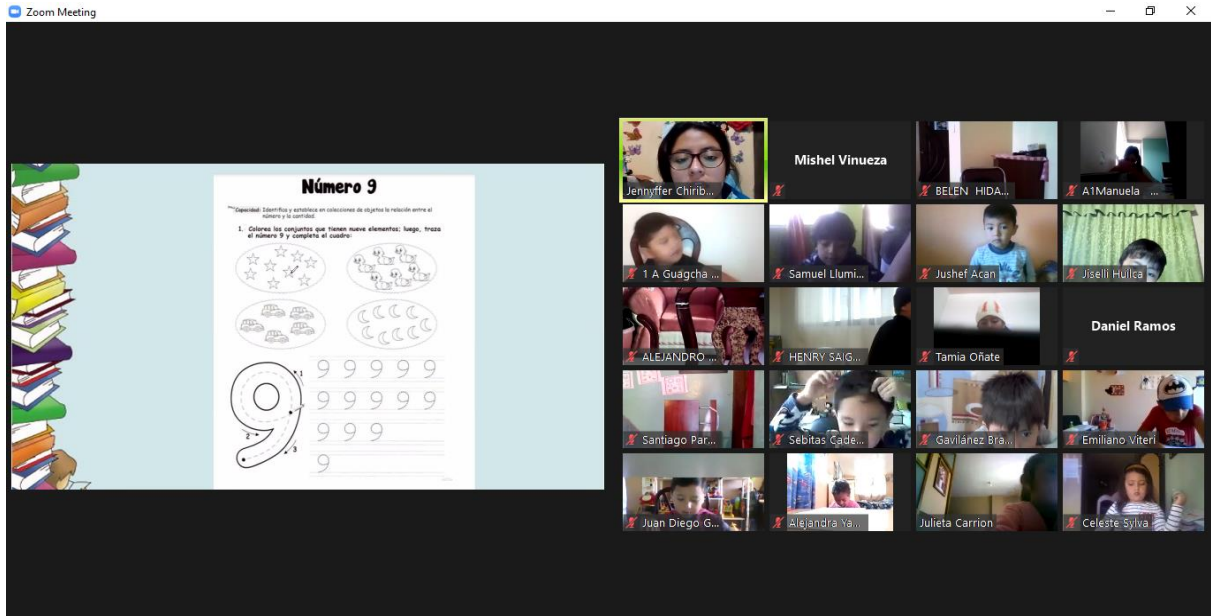 Zoom Meeting
Número 9
Capacidad: Identifica y establece en colecciones de objetos la relación entre el
número y la cantidad.
1. Colorea los conjuntos que tienen nueve elementos; luego, traza
el número 9 y completa el cuadro:
1
2
3
9 9 9 9 9
9 9 9 9 9
9 9 9
9
Jennyffer Chirib...
Mishel Vinueza
BELEN HIDA...
A1Manuela ...
1 A Guagcha ...
Samuel Llumi...
Jushef Acan
Jiselli Huilca
ALEJANDRO ...
HENRY SAIG...
Tamia Oñate
Daniel Ramos
Santiago Par...
Sebitas Cade...
Gavilánez Bra...
Emiliano Viteri
Juan Diego G...
Alejandra Ya...
Julieta Carrion
Celeste Sylva